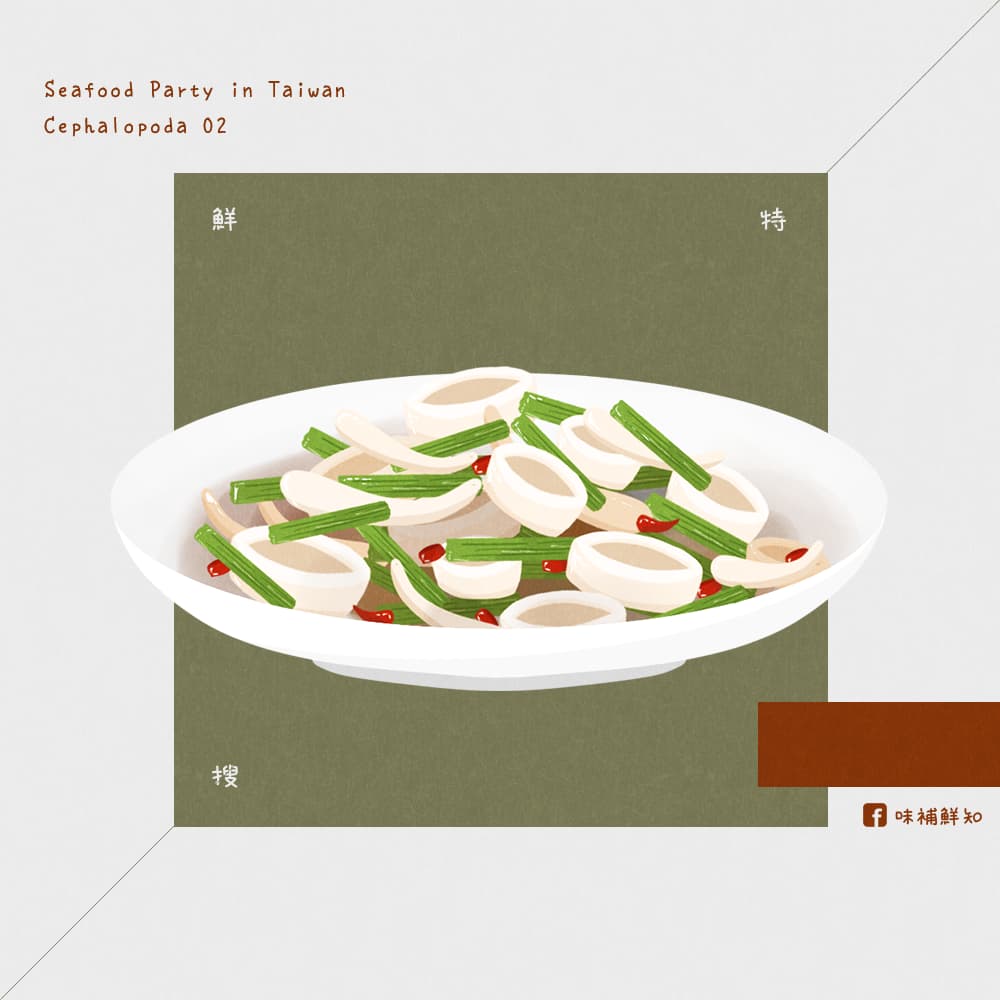 Seafood Party in Taiwan
Cephalopoda 02
鮮
特
搜
味補鮮知